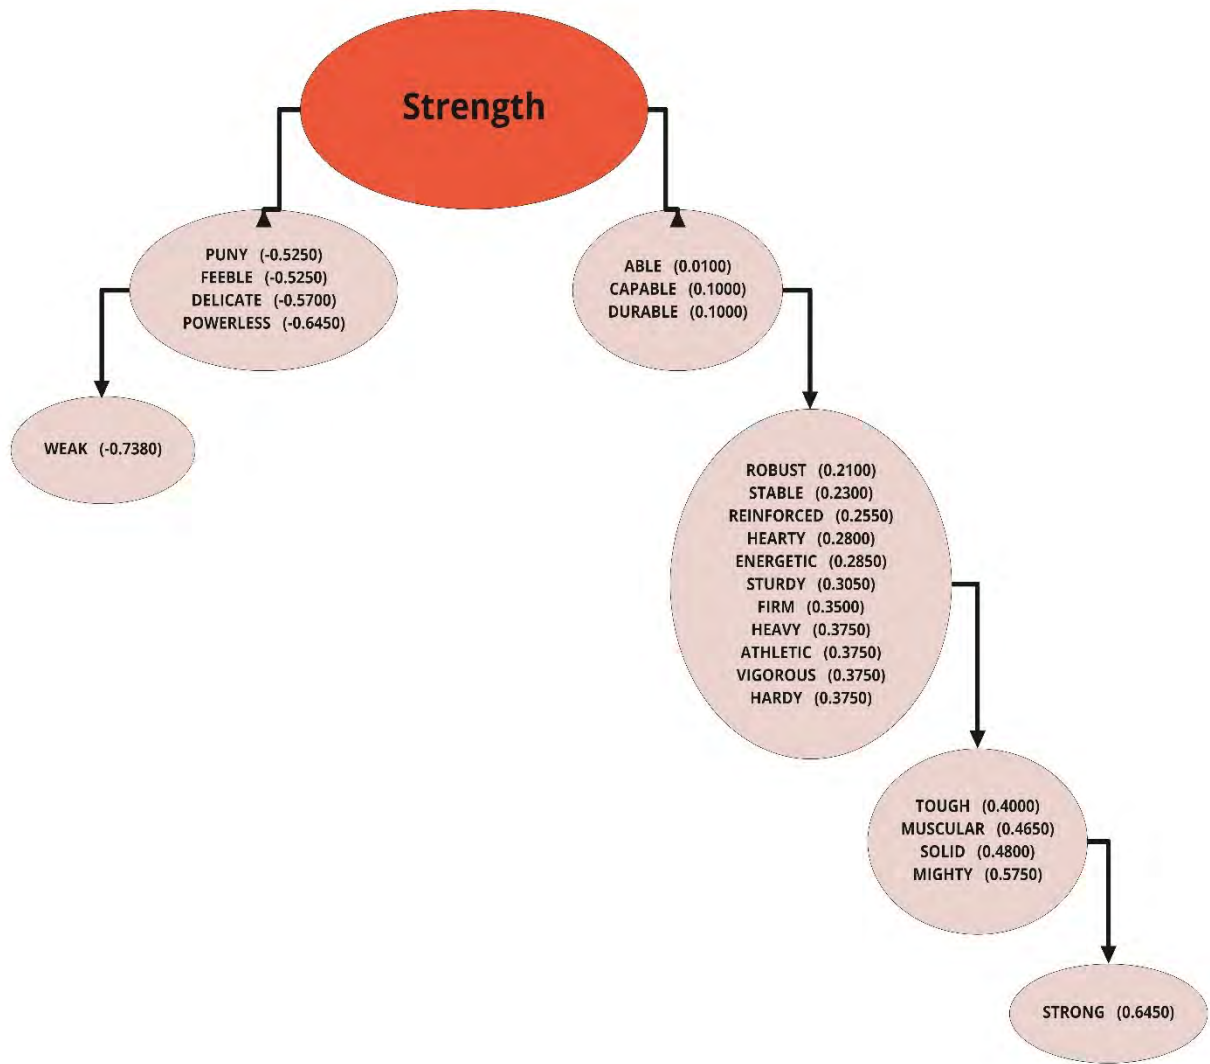 Strength
PUNY (-0.5250)
FEEBLE (-0.5250)
DELICATE (-0.5700)
POWERLESS (-0.6450)
ABLE (0.0100)
CAPABLE (0.1000)
DURABLE (0.1000)
WEAK (-0.7380)
ROBUST (0.2100)
STABLE (0.2300)
REINFORCED (0.2550)
HEARTY (0.2800)
ENERGETIC (0.2850)
STURDY (0.3050)
FIRM (0.3500)
HEAVY (0.3750)
ATHLETIC (0.3750)
VIGOROUS (0.3750)
HARDY (0.3750)
TOUGH (0.4000)
MUSCULAR (0.4650)
SOLID (0.4800)
MIGHTY (0.5750)
STRONG (0.6450)